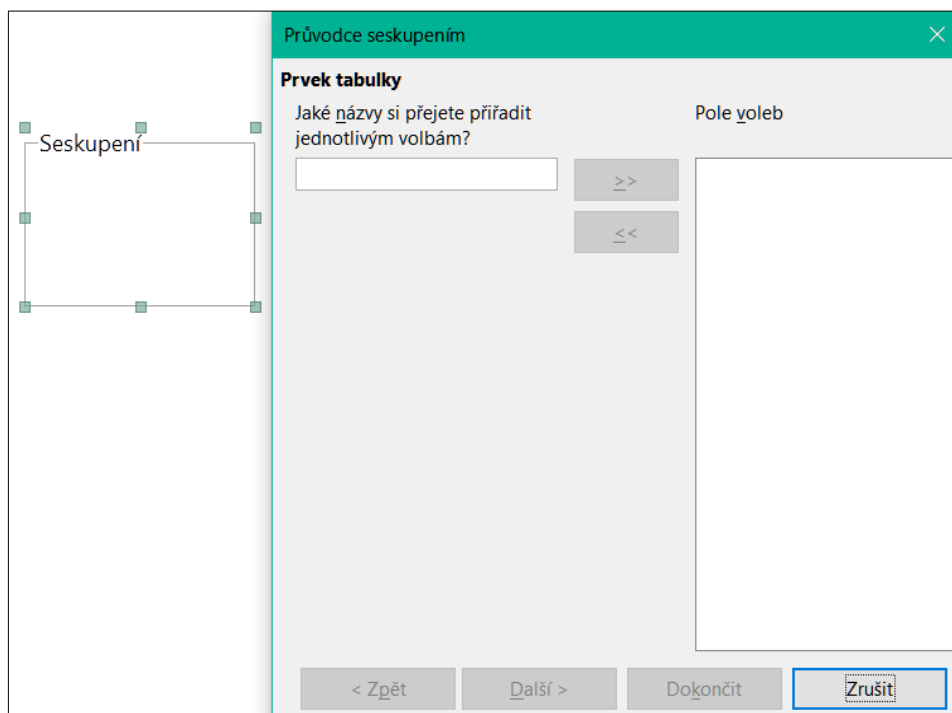 Průvodce seskupením
Seskupení
Prvek tabulky
Jaké názvy si přejete přiřadit
jednotlivým volbám?
Pole voleb
>>
<<
< Zpět
Další >
Dokončit
Zrušit